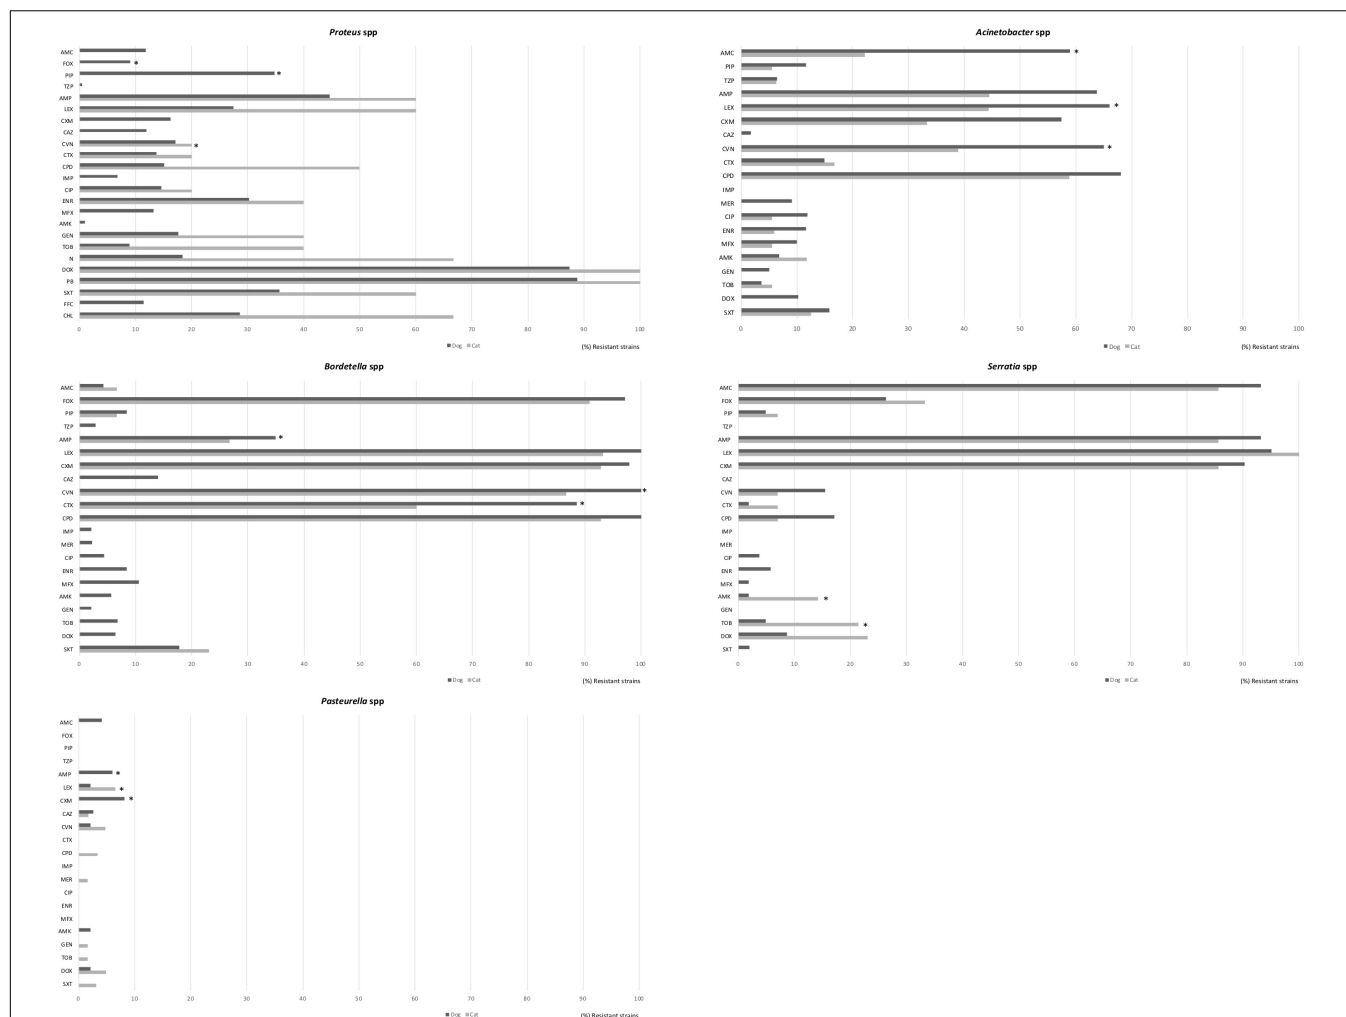 Proteus spp
AMC
FOX *
PIP *
TZP
AMP
LEX
CXM
CAZ
CVN *
CTX
CPD
IMP
CIP
ENR
MFX
AMK
GEN
TOB
N
DOX
PB
SXT
FFC
CHL
0 10 20 30 40 50 60 70 80 90 100
Dog Cat (%) Resistant strains
Acinetobacter spp
AMC *
PIP
TZP
AMP
LEX *
CXM
CAZ
CVN *
CTX
CPD
IMP
MER
CIP
ENR
MFX
AMK
GEN
TOB
DOX
SXT
0 10 20 30 40 50 60 70 80 90 100
Dog Cat (%) Resistant strains
Bordetella spp
AMC
FOX
PIP
TZP
AMP *
LEX
CXM
CAZ
CVN *
CTX *
CPD
IMP
MER
CIP
ENR
MFX
AMK
GEN
TOB
DOX
SXT
0 10 20 30 40 50 60 70 80 90 100
Dog Cat (%) Resistant strains
Serratia spp
AMC
FOX
PIP
TZP
AMP
LEX
CXM
CAZ
CVN
CTX
CPD
IMP
MER
CIP
ENR
MFX
AMK *
GEN
TOB *
DOX
SXT
0 10 20 30 40 50 60 70 80 90 100
Dog Cat (%) Resistant strains
Pasteurella spp
AMC
FOX
PIP
TZP
AMP *
LEX *
CXM *
CAZ
CVN
CTX
CPD
IMP
MER
CIP
ENR
MFX
AMK
GEN
TOB
DOX
SXT
0 10 20 30 40 50 60 70 80 90 100
Dog Cat (%) Resistant strains